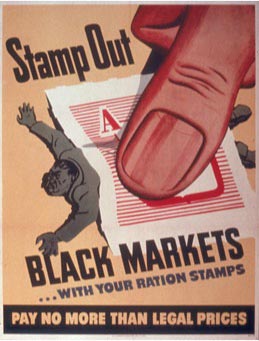 Stamp Out
A
BLACK MARKETS
...WITH YOUR RATION STAMPS
PAY NO MORE THAN LEGAL PRICES